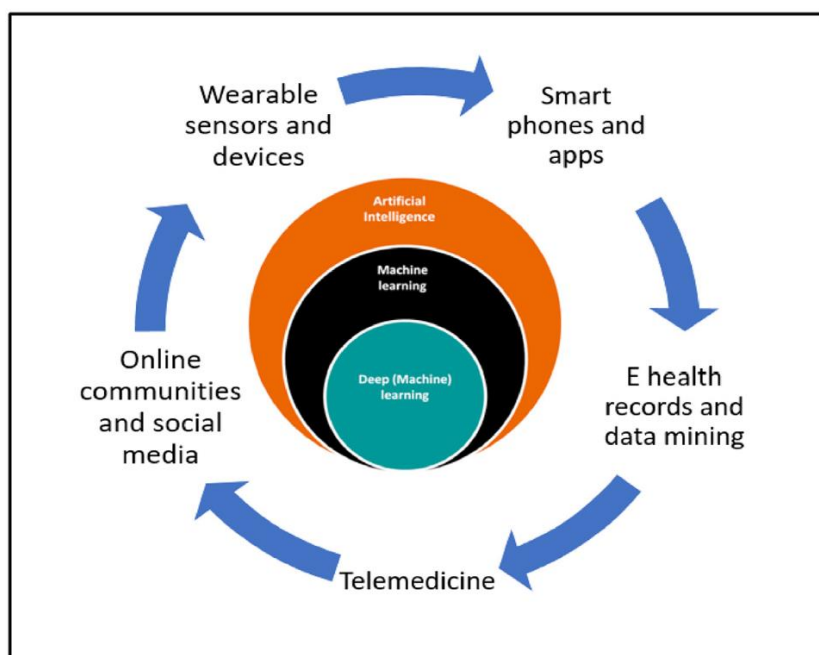 Wearable
sensors and
devices
Smart
phones and
apps
Artificial
Intelligence
Machine
learning
Deep (Machine)
learning
Online
communities
and social
media
E health
records and
data mining
Telemedicine